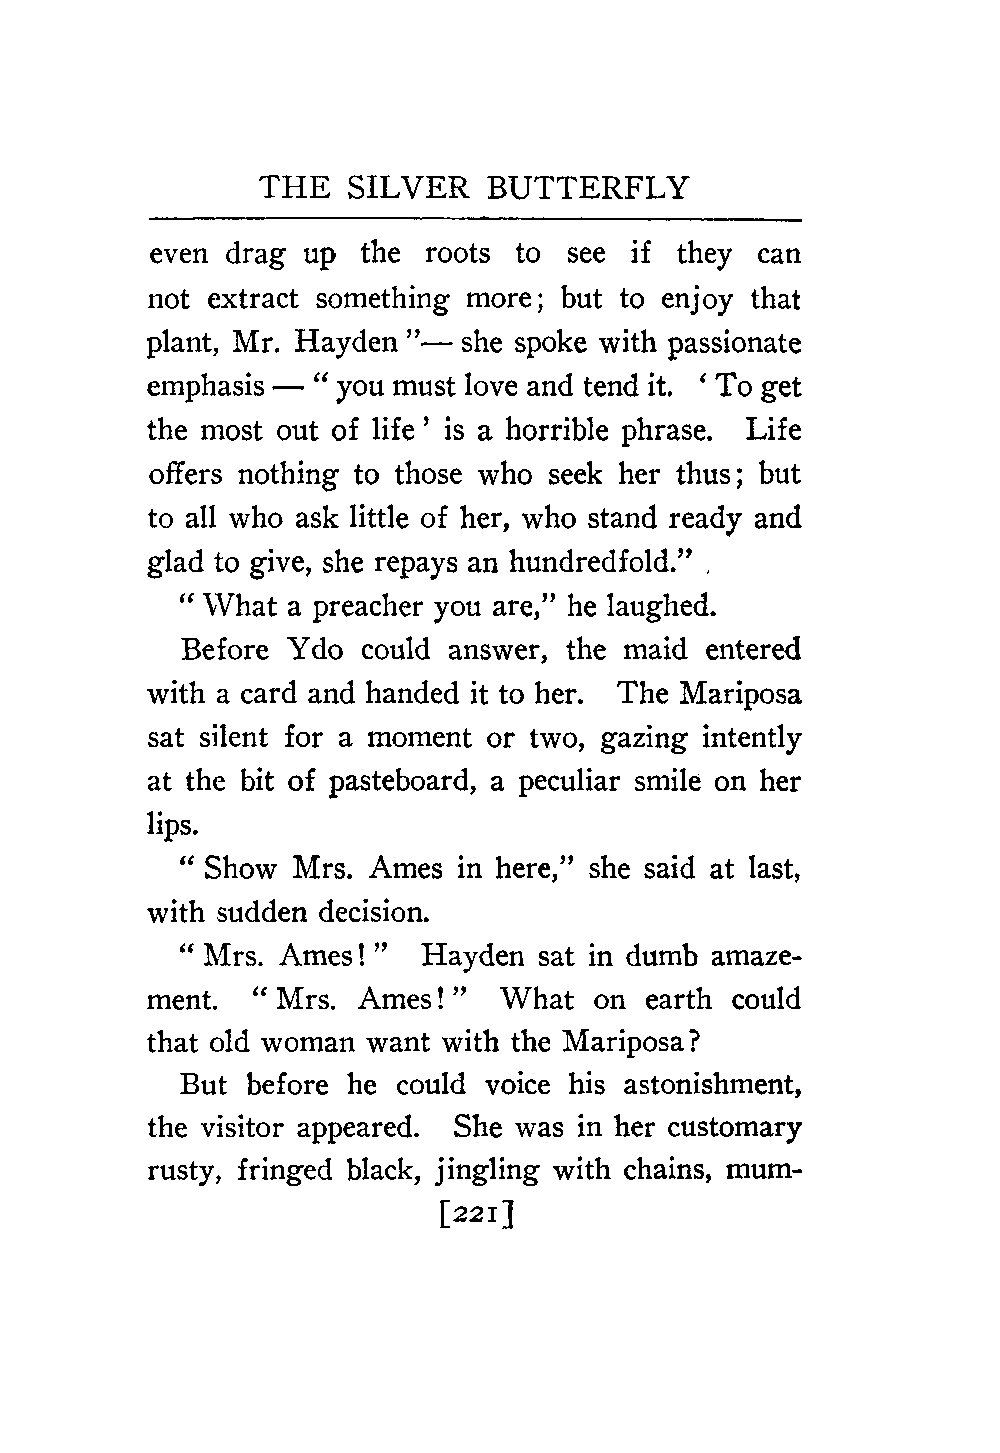 THE SILVER BUTTERFLY
even drag up the roots to see if they can
not extract something more; but to enjoy that
plant, Mr. Hayden"— she spoke with passionate
emphasis — "you must love and tend it. 'To get
the most out of life' is a horrible phrase. Life
offers nothing to those who seek her thus; but
to all who ask little of her, who stand ready and
glad to give, she repays an hundredfold."
"What a preacher you are," he laughed.
Before Ydo could answer, the maid entered
with a card and handed it to her. The Mariposa
sat silent for a moment or two, gazing intently
at the bit of pasteboard, a peculiar smile on her
lips.
"Show Mrs. Ames in here," she said at last,
with sudden decision.
"Mrs. Ames!" Hayden sat in dumb amaze-
ment. "Mrs. Ames!" What on earth could
that old woman want with the Mariposa?
But before he could voice his astonishment,
the visitor appeared. She was in her customary
rusty, fringed black, jingling with chains, mum-
[221]